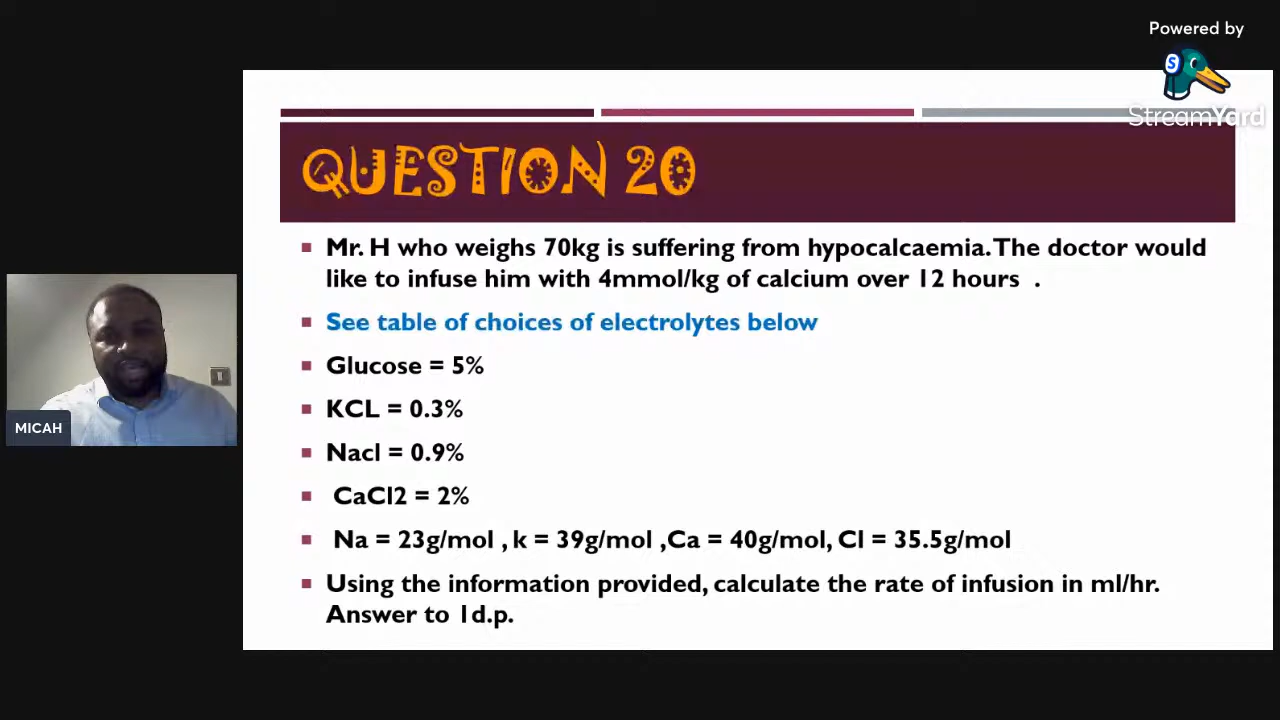 Powered by
S
StreamYard
QUESTION 20
Mr. H who weighs 70kg is suffering from hypocalcaemia. The doctor would
like to infuse him with 4mmol/kg of calcium over 12 hours .
See table of choices of electrolytes below
Glucose = 5%
KCL = 0.3%
Nacl = 0.9%
CaCl2 = 2%
Na = 23g/mol , k = 39g/mol ,Ca = 40g/mol, Cl = 35.5g/mol
MICAH
Using the information provided, calculate the rate of infusion in ml/hr.
Answer to 1d.p.